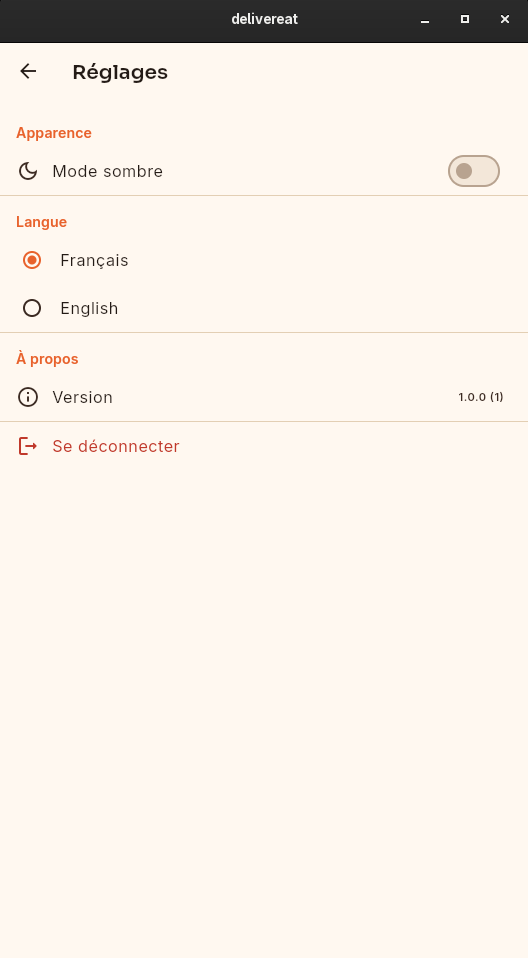 delivereat
Réglages
Apparence
Mode sombre
Langue
Français
English
À propos
Version
1.0.0 (1)
Se déconnecter